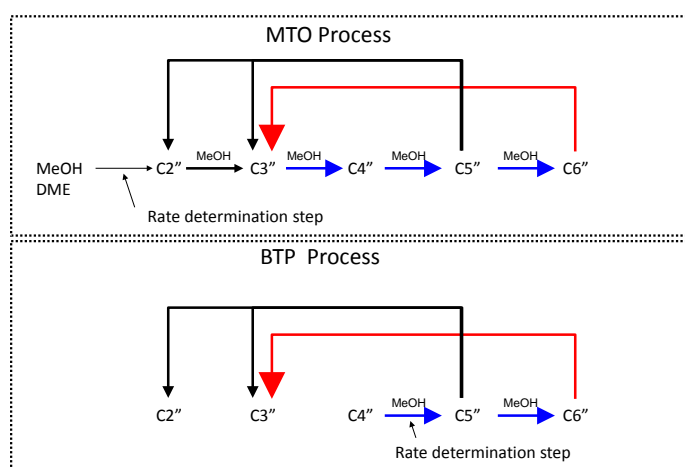 MTO Process
MeOH MeOH MeOH MeOH
MeOH C2” C3” C4” C5” C6”
DME
Rate determination step
BTP Process
MeOH MeOH
C2” C3” C4” C5” C6”
Rate determination step